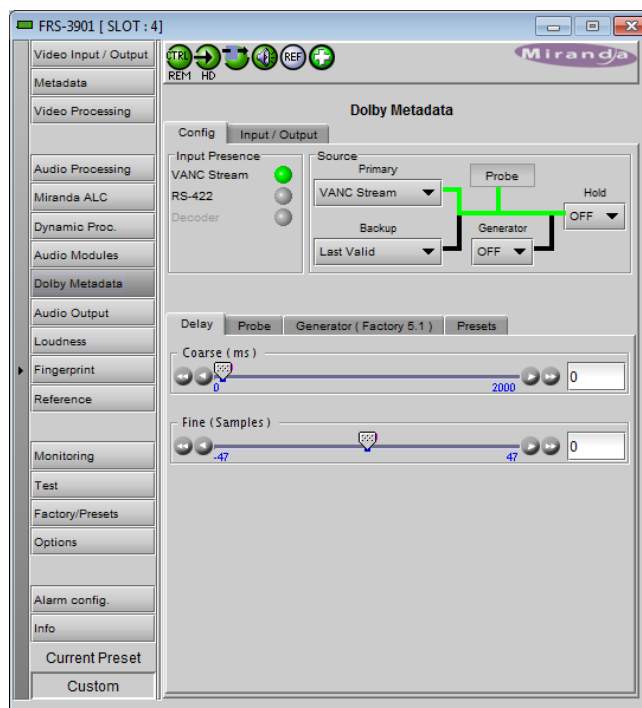 FRS-3901 [ SLOT : 4]
Video Input / Output
Metadata
Video Processing
Audio Processing
Miranda ALC
Dynamic Proc.
Audio Modules
Dolby Metadata
Audio Output
Loudness
Fingerprint
Reference
Monitoring
Test
Factory/Presets
Options
Alarm config.
Info
Current Preset
Custom
CTRL
REF
REM HD
Miranda
Dolby Metadata
Config Input / Output
Input Presence
VANC Stream
RS-422
Decoder
Source
Primary
VANC Stream
Probe
Hold
OFF
Backup
Last Valid
Generator
OFF
Delay Probe Generator ( Factory 5.1 ) Presets
Coarse ( ms )
0 2000 0
Fine ( Samples )
-47 47 0